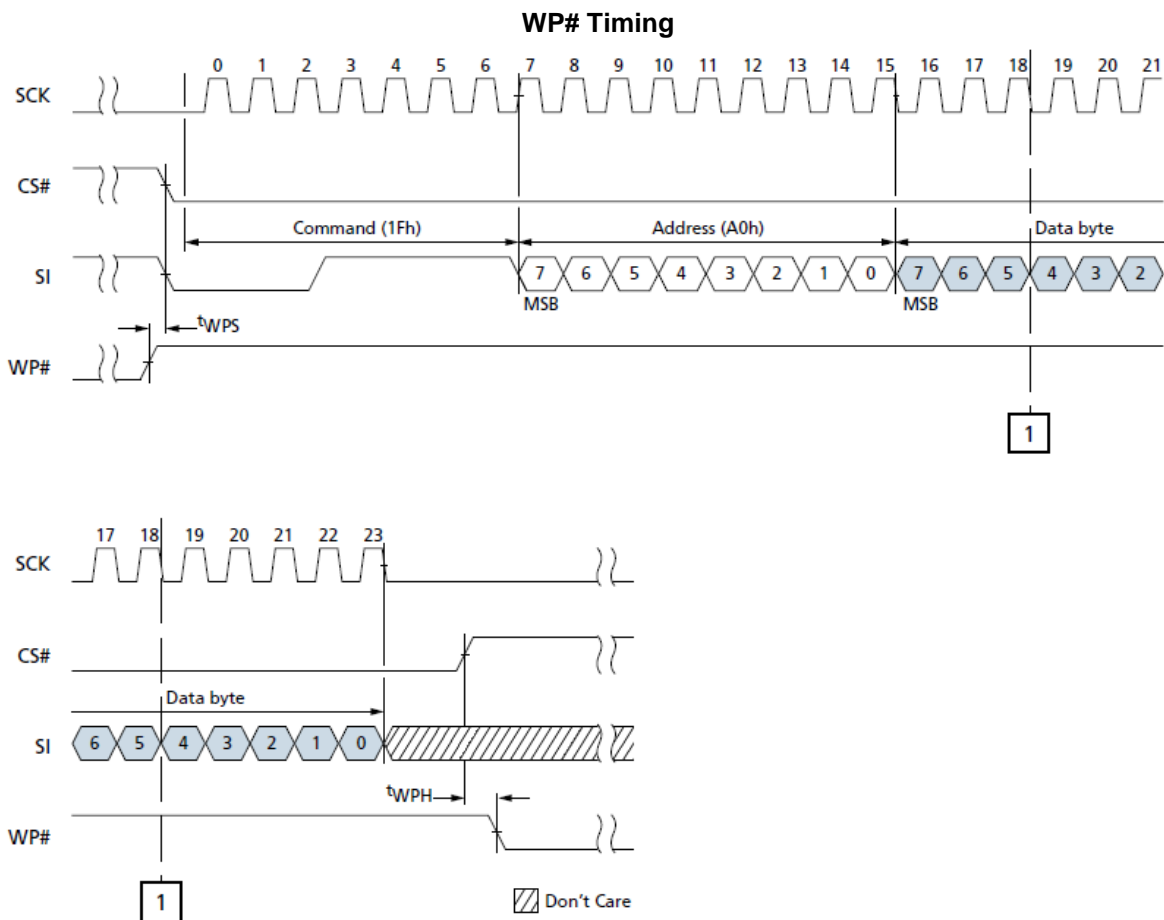 WP# Timing
0 1 2 3 4 5 6 7 8 9 10 11 12 13 14 15 16 17 18 19 20 21
SCK
CS#
Command (1Fh) Address (A0h) Data byte
SI 7 6 5 4 3 2 1 0 7 6 5 4 3 2
MSB MSB
tWPS
WP#
1
17 18 19 20 21 22 23
SCK
CS#
Data byte
SI 6 5 4 3 2 1 0
tWPH
WP#
1 Don't Care